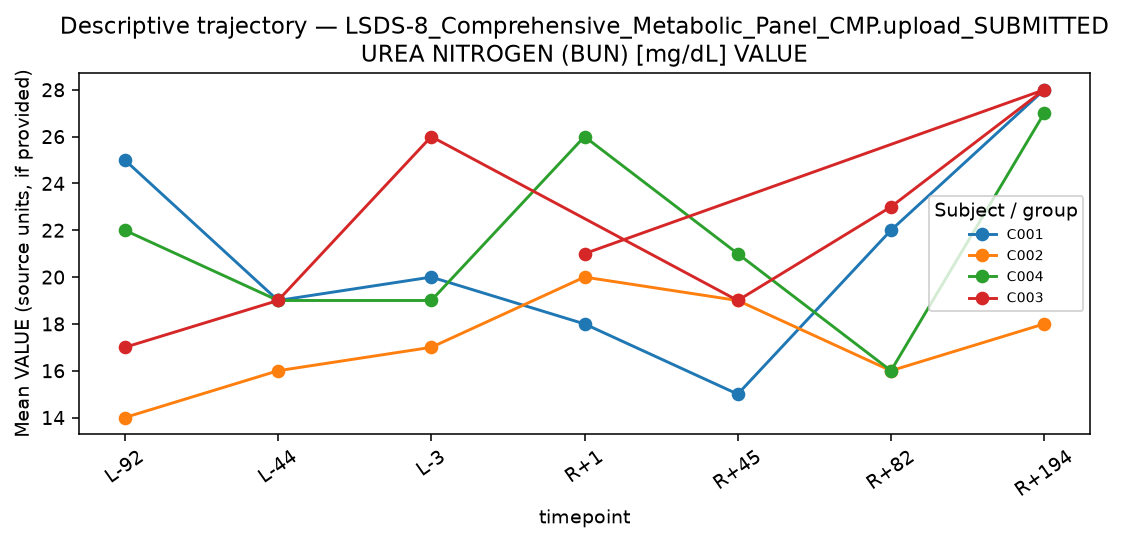 Descriptive trajectory — LSDS-8_Comprehensive_Metabolic_Panel_CMP.upload_SUBMITTED
UREA NITROGEN (BUN) [mg/dL] VALUE
Mean VALUE (source units, if provided)
28
26
24
22
20
18
16
14
Subject / group
C001
C002
C004
C003
L-92
L-44
L-3
R+1
R+45
R+82
R+194
timepoint